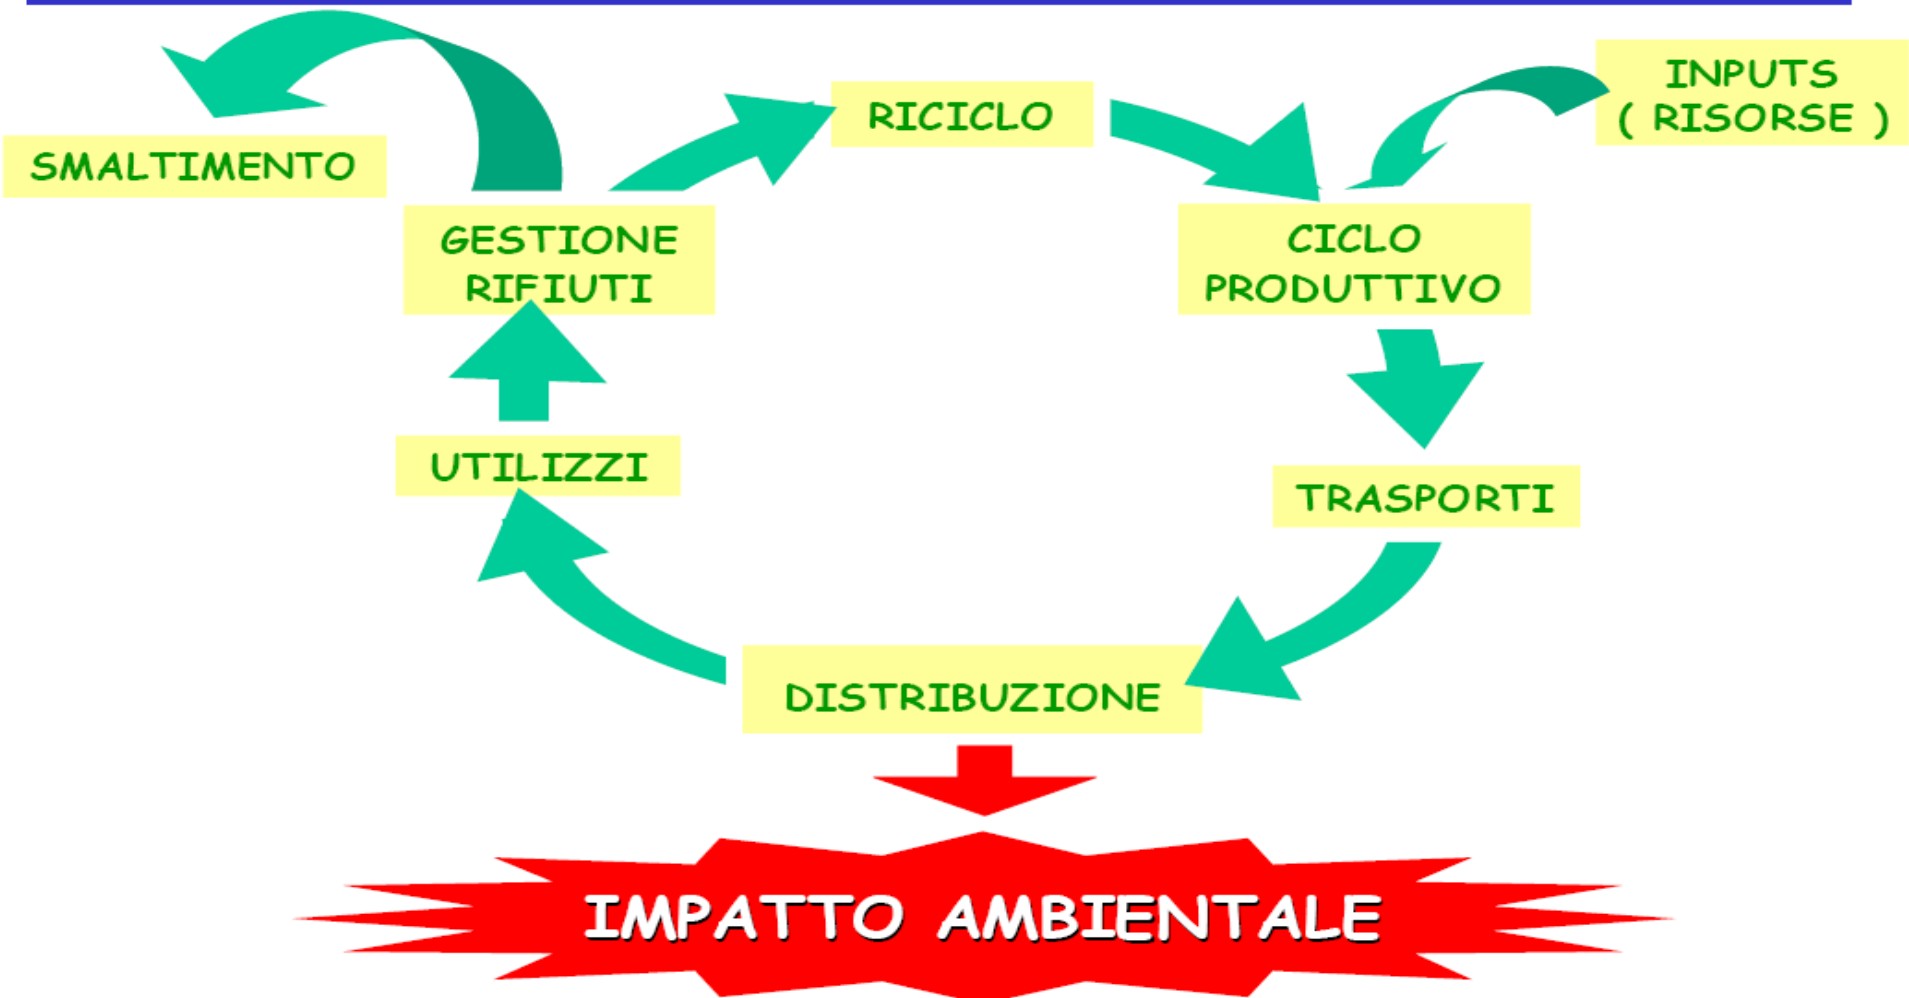 SMALTIMENTO
RICICLO
INPUTS
( RISORSE )
GESTIONE
RIFIUTI
CICLO
PRODUTTIVO
UTILIZZI
TRASPORTI
DISTRIBUZIONE
IMPATTO AMBIENTALE